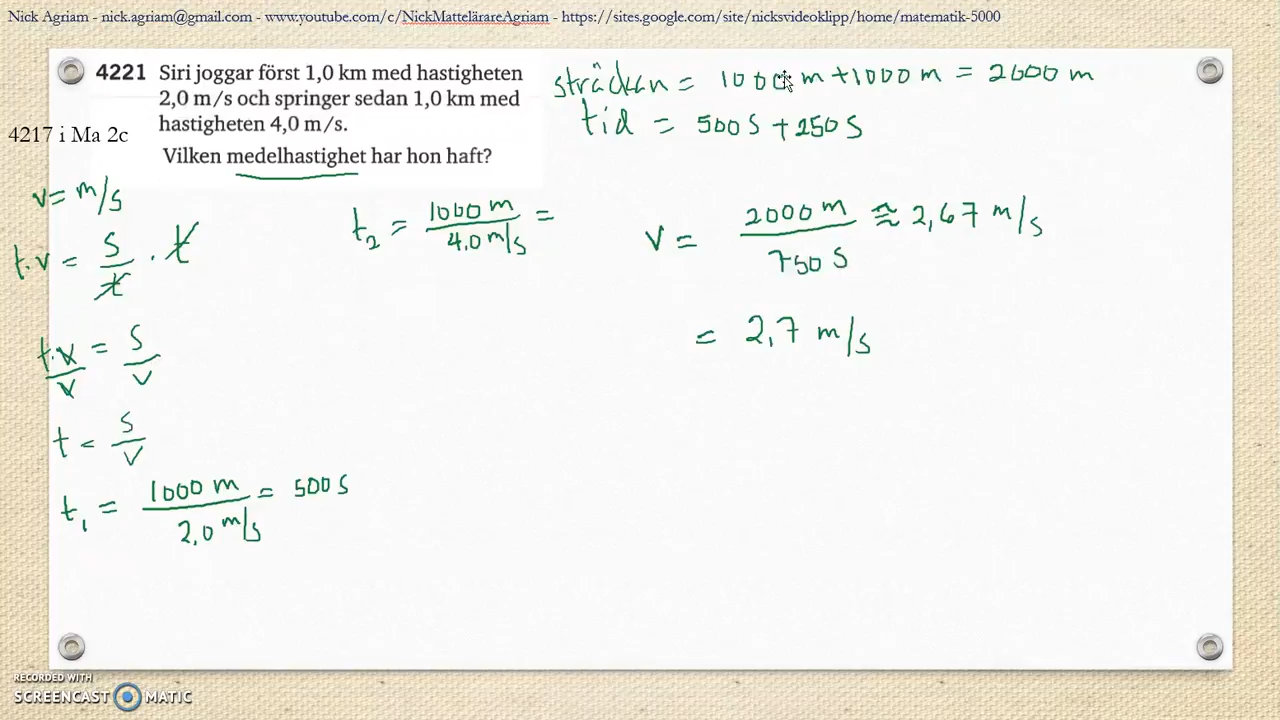 Nick Agriam - nick.agriam@gmail.com - www.youtube.com/c/NickMattelärareAgriam - https://sites.google.com/site/nicksvideoklipp/home/matematik-5000
4221 Siri joggar först 1,0 km med hastigheten
2,0 m/s och springer sedan 1,0 km med
hastigheten 4,0 m/s.
4217 i Ma 2c
Vilken medelhastighet har hon haft?
sträckan = 1000 m + 1000 m = 2000 m
tid = 500 s + 250 s
v = m/s
t·v = s/t · t
t·v/v = s/v
t = s/v
t₁ = 1000 m / 2,0 m/s = 500 s
t₂ = 1000 m / 4,0 m/s =
v = 2000 m / 750 s ≈ 2,67 m/s
= 2,7 m/s
RECORDED WITH
SCREENCAST MATIC